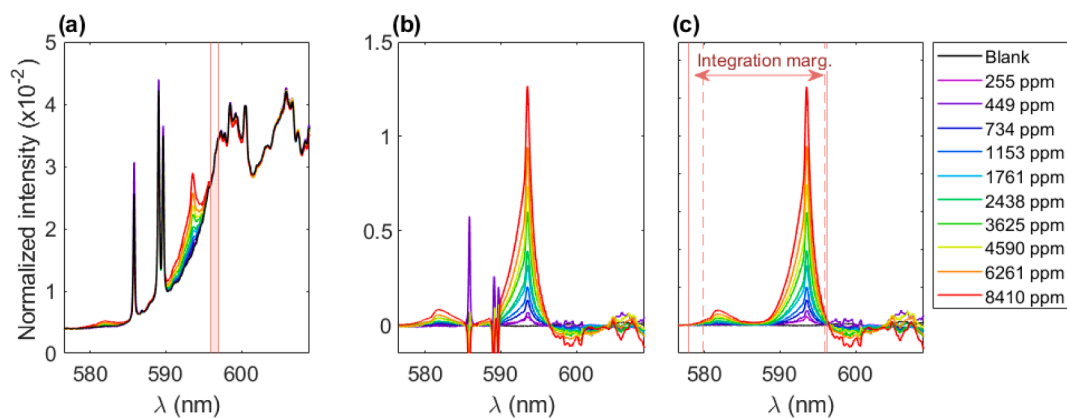 (a)
(b)
(c)
Normalized intensity (x10⁻²)
5
4
3
2
1
0
580
590
600
λ (nm)
1.5
1
0.5
0
580
590
600
λ (nm)
Integration marg.
580
590
600
λ (nm)
Blank
255 ppm
449 ppm
734 ppm
1153 ppm
1761 ppm
2438 ppm
3625 ppm
4590 ppm
6261 ppm
8410 ppm